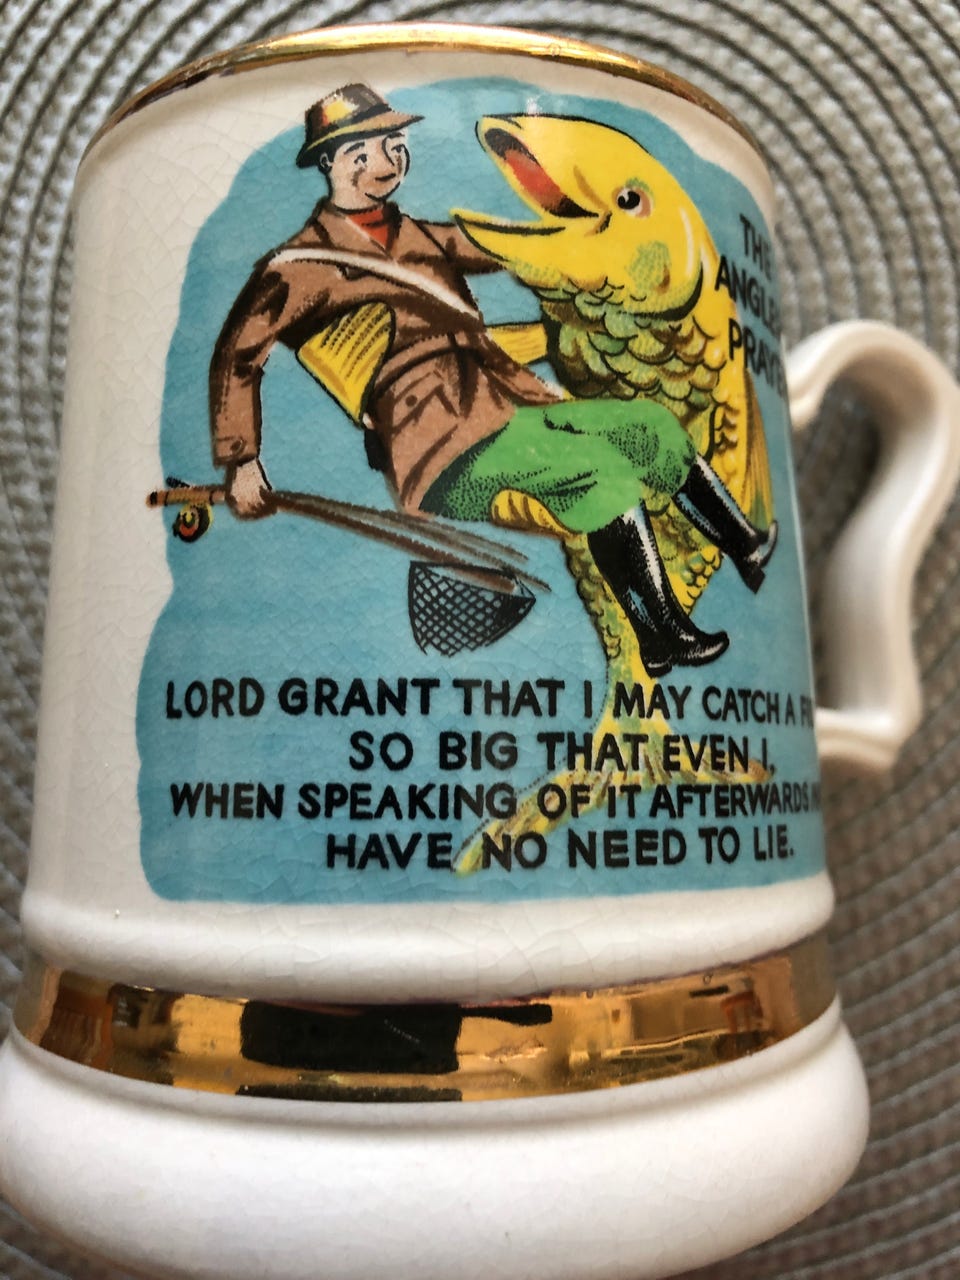 THE
ANGLE
PRAYE
LORD GRANT THAT I MAY CATCH A F
SO BIG THAT EVEN I,
WHEN SPEAKING OF IT AFTERWARDS
HAVE NO NEED TO LIE.